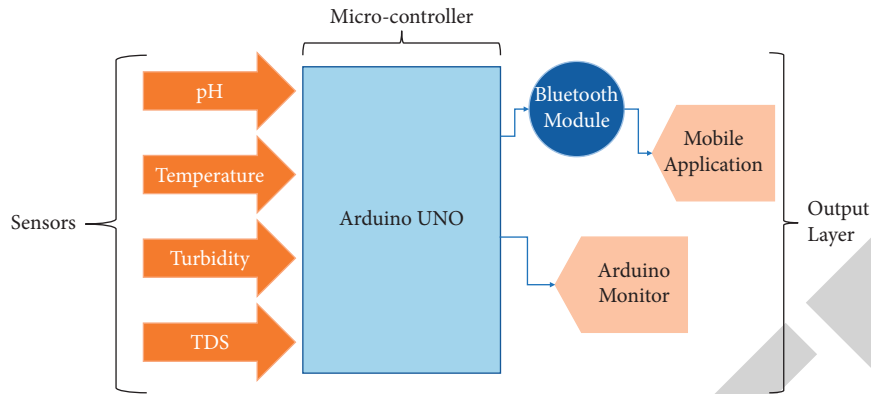 Micro-controller
pH
Temperature
Turbidity
TDS
Sensors
Arduino UNO
Bluetooth
Module
Mobile
Application
Arduino
Monitor
Output
Layer